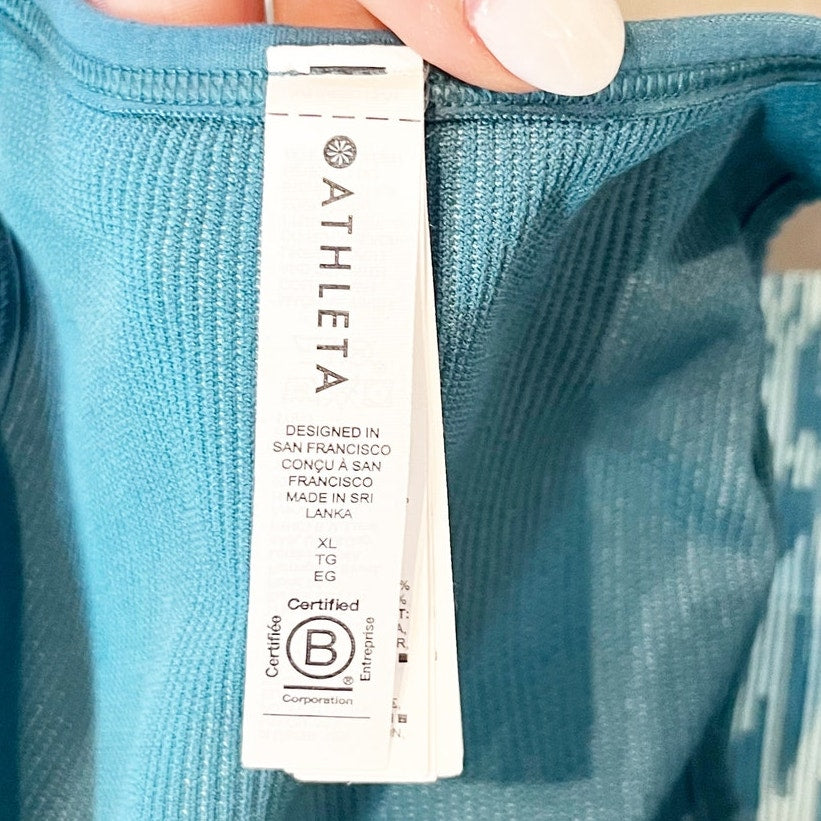 ATHLETA
DESIGNED IN
SAN FRANCISCO
CONÇU À SAN
FRANCISCO
MADE IN SRI
LANKA
XL
TG
EG
Certified
Certifiée
B
®
Entreprise
Corporation
%
%
T:
A.
R.
N.